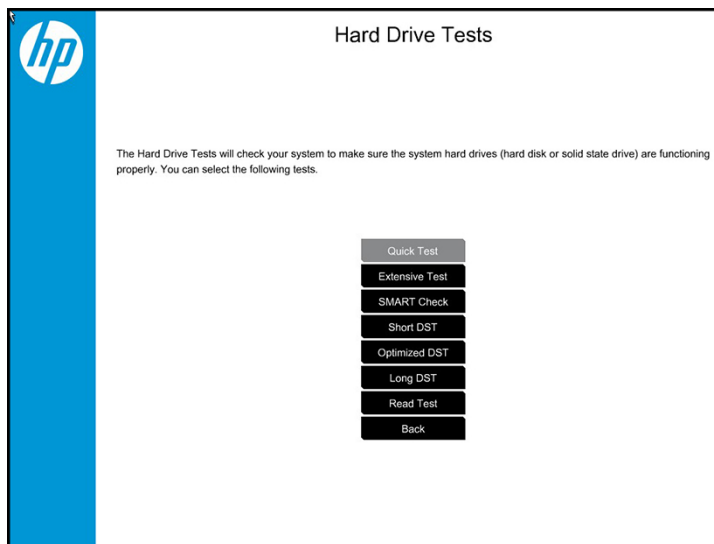 hp
Hard Drive Tests
The Hard Drive Tests will check your system to make sure the system hard drives (hard disk or solid state drive) are functioning
properly. You can select the following tests.
Quick Test
Extensive Test
SMART Check
Short DST
Optimized DST
Long DST
Read Test
Back